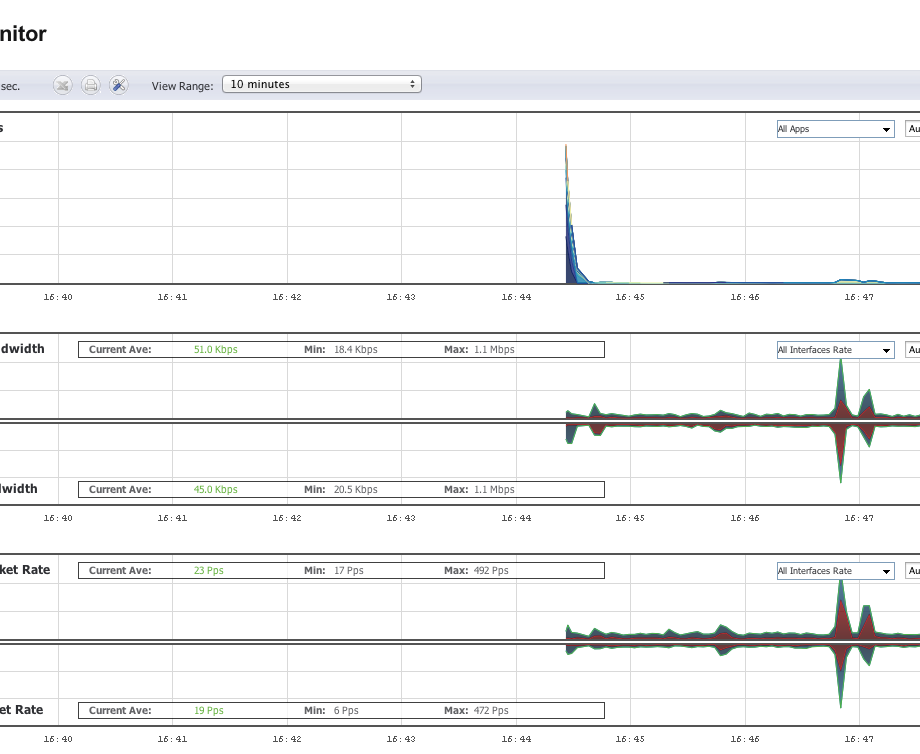 nitor
sec. View Range: 10 minutes
s All Apps Au
16:40 16:41 16:42 16:43 16:44 16:45 16:46 16:47
dwidth Current Ave: 51.0 Kbps Min: 18.4 Kbps Max: 1.1 Mbps All Interfaces Rate Au
dwidth Current Ave: 45.0 Kbps Min: 20.5 Kbps Max: 1.1 Mbps
16:40 16:41 16:42 16:43 16:44 16:45 16:46 16:47
ket Rate Current Ave: 23 Pps Min: 17 Pps Max: 492 Pps All Interfaces Rate Au
et Rate Current Ave: 19 Pps Min: 6 Pps Max: 472 Pps
16:40 16:41 16:42 16:43 16:44 16:45 16:46 16:47